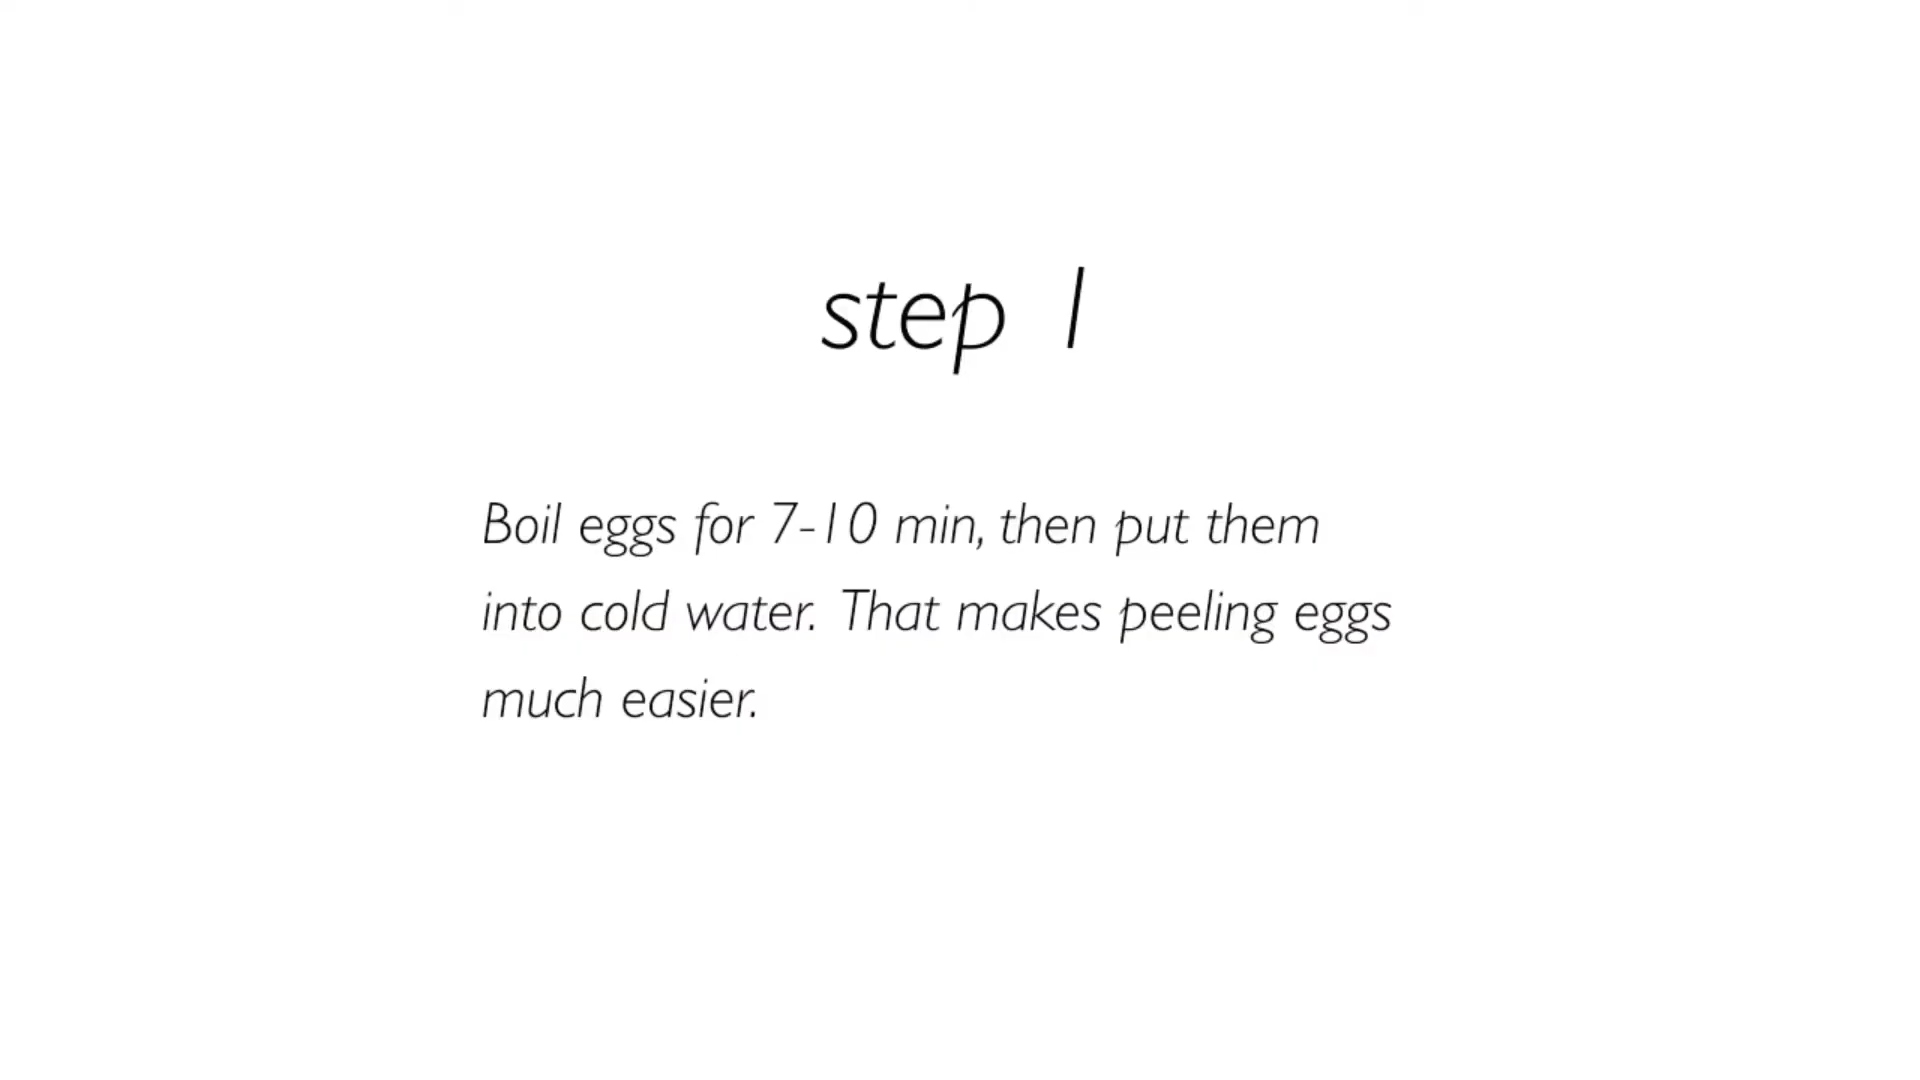 step 1
Boil eggs for 7-10 min, then put them
into cold water. That makes peeling eggs
much easier.